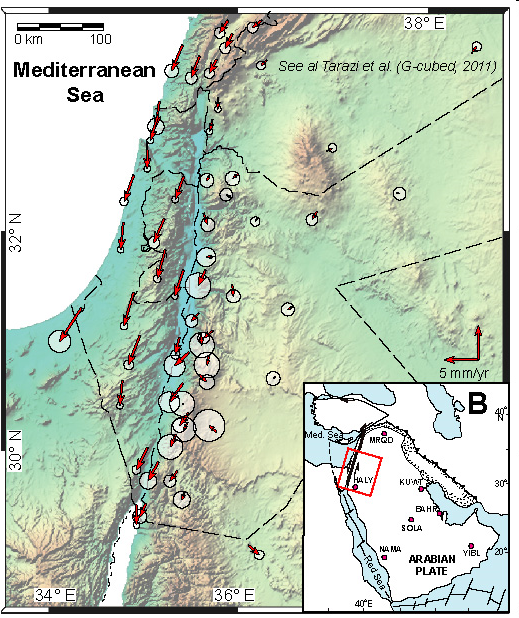 0 km 100
38° E
Mediterranean
Sea
See al Tarazi et al. (G-cubed, 2011)
32° N
5 mm/yr
30° N
34° E
36° E
B
40°
N
Med. Sea
MRQD
HALY
KUWT
30°
BAHR
SOLA
NAMA
YIBL
ARABIAN
PLATE
Red Sea
20°
40°E